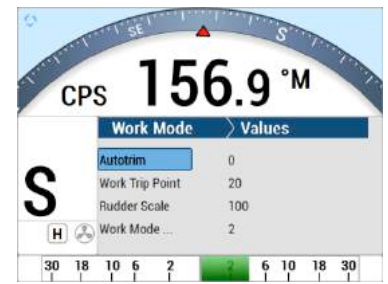 SE S
CPS 156.9 °M
Work Mode Values
Autotrim 0
Work Trip Point 20
Rudder Scale 100
Work Mode ... 2
S
H
30 18 10 6 2 2 6 10 18 30